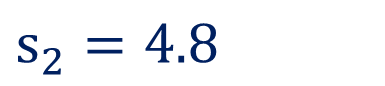 s₂ = 4.8